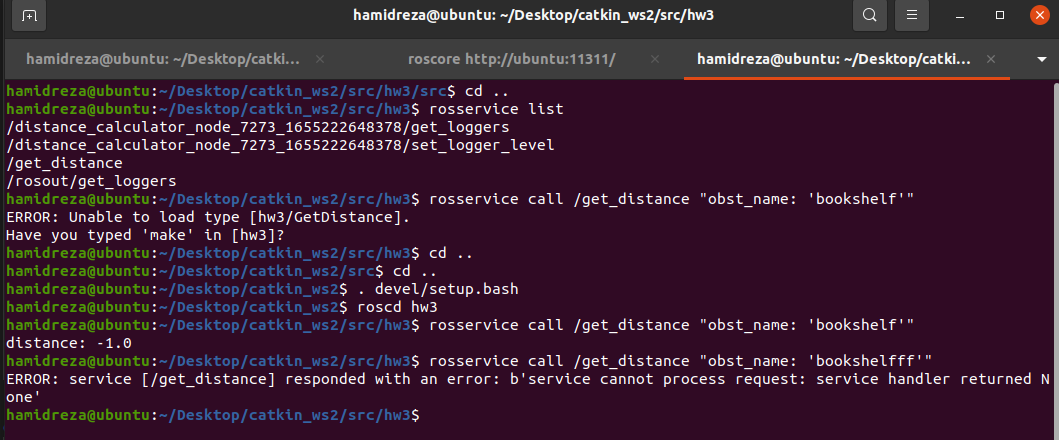 hamidreza@ubuntu: ~/Desktop/catkin_ws2/src/hw3
hamidreza@ubuntu: ~/Desktop/catki...
roscore http://ubuntu:11311/
hamidreza@ubuntu: ~/Desktop/catki...
hamidreza@ubuntu:~/Desktop/catkin_ws2/src/hw3/src$ cd ..
hamidreza@ubuntu:~/Desktop/catkin_ws2/src/hw3$ rosservice list
/distance_calculator_node_7273_1655222648378/get_loggers
/distance_calculator_node_7273_1655222648378/set_logger_level
/get_distance
/rosout/get_loggers
hamidreza@ubuntu:~/Desktop/catkin_ws2/src/hw3$ rosservice call /get_distance "obst_name: 'bookshelf'"
ERROR: Unable to load type [hw3/GetDistance].
Have you typed 'make' in [hw3]?
hamidreza@ubuntu:~/Desktop/catkin_ws2/src/hw3$ cd ..
hamidreza@ubuntu:~/Desktop/catkin_ws2/src$ cd ..
hamidreza@ubuntu:~/Desktop/catkin_ws2$ . devel/setup.bash
hamidreza@ubuntu:~/Desktop/catkin_ws2$ roscd hw3
hamidreza@ubuntu:~/Desktop/catkin_ws2/src/hw3$ rosservice call /get_distance "obst_name: 'bookshelf'"
distance: -1.0
hamidreza@ubuntu:~/Desktop/catkin_ws2/src/hw3$ rosservice call /get_distance "obst_name: 'bookshelfff'"
ERROR: service [/get_distance] responded with an error: b'service cannot process request: service handler returned N
one'
hamidreza@ubuntu:~/Desktop/catkin_ws2/src/hw3$